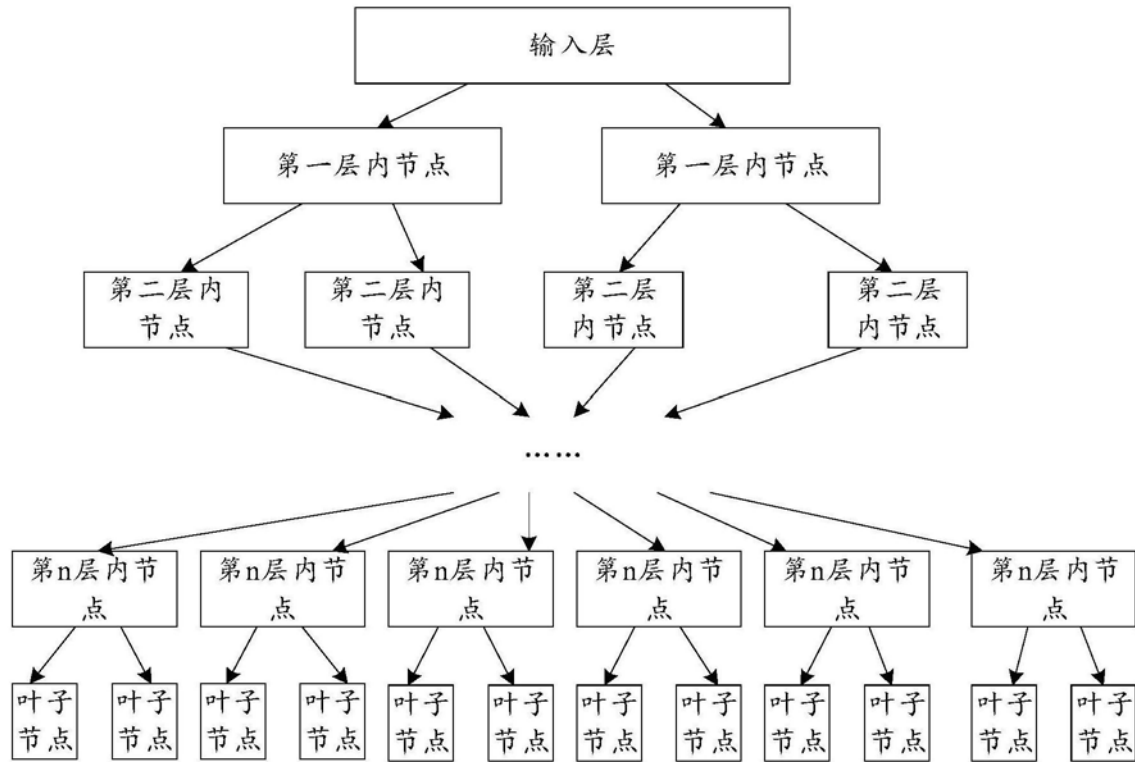 输入层
第一层内节点
第一层内节点
第二层内
节点
第二层内
节点
第二层
内节点
第二层
内节点
……
第n层内节
点
第n层内节
点
第n层内节
点
第n层内节
点
第n层内节
点
第n层内节
点
叶子
节点
叶子
节点
叶子
节点
叶子
节点
叶子
节点
叶子
节点
叶子
节点
叶子
节点
叶子
节点
叶子
节点
叶子
节点
叶子
节点